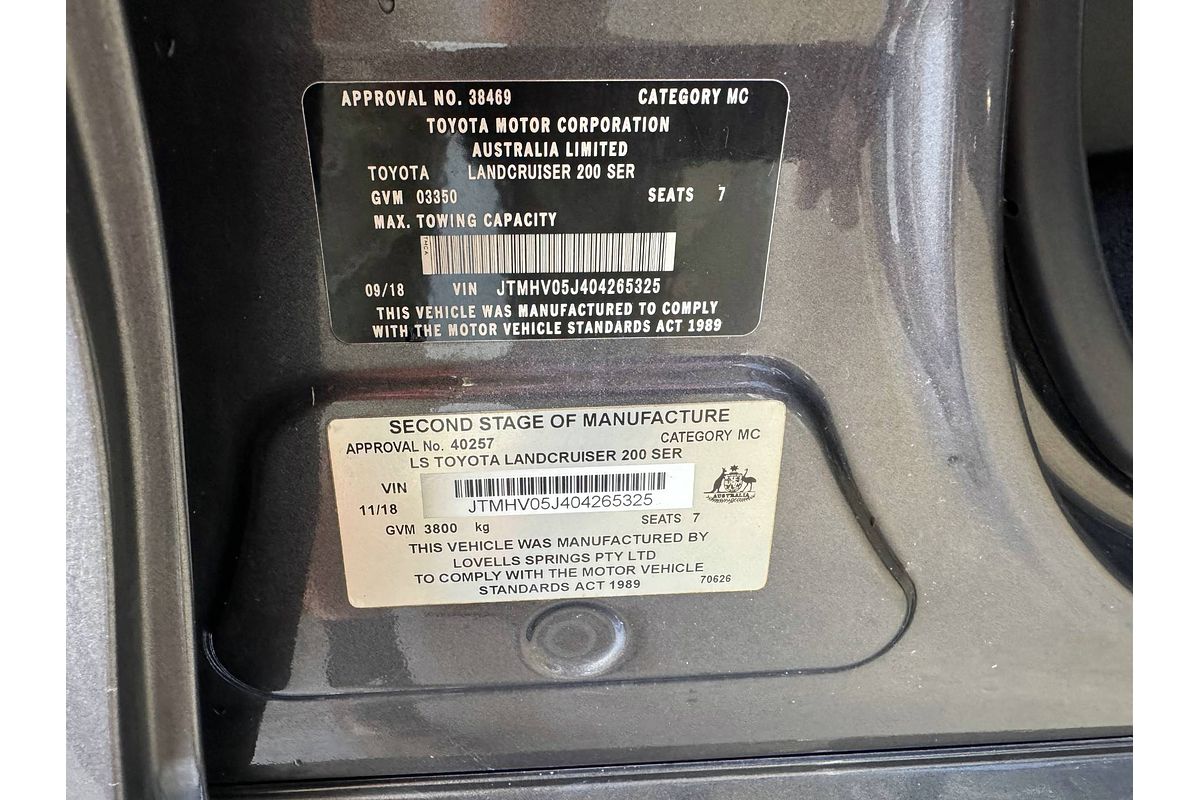 APPROVAL NO. 38469 CATEGORY MC
TOYOTA MOTOR CORPORATION
AUSTRALIA LIMITED
TOYOTA LANDCRUISER 200 SER
GVM 03350 SEATS 7
MAX. TOWING CAPACITY
TMCA
09/18 VIN JTMHV05J404265325
THIS VEHICLE WAS MANUFACTURED TO COMPLY
WITH THE MOTOR VEHICLE STANDARDS ACT 1989
SECOND STAGE OF MANUFACTURE
APPROVAL No. 40257 CATEGORY MC
LS TOYOTA LANDCRUISER 200 SER
VIN
JTMHV05J404265325
AUSTRALIA
11/18
GVM 3800 kg SEATS 7
THIS VEHICLE WAS MANUFACTURED BY
LOVELLS SPRINGS PTY LTD
TO COMPLY WITH THE MOTOR VEHICLE
STANDARDS ACT 1989 70626